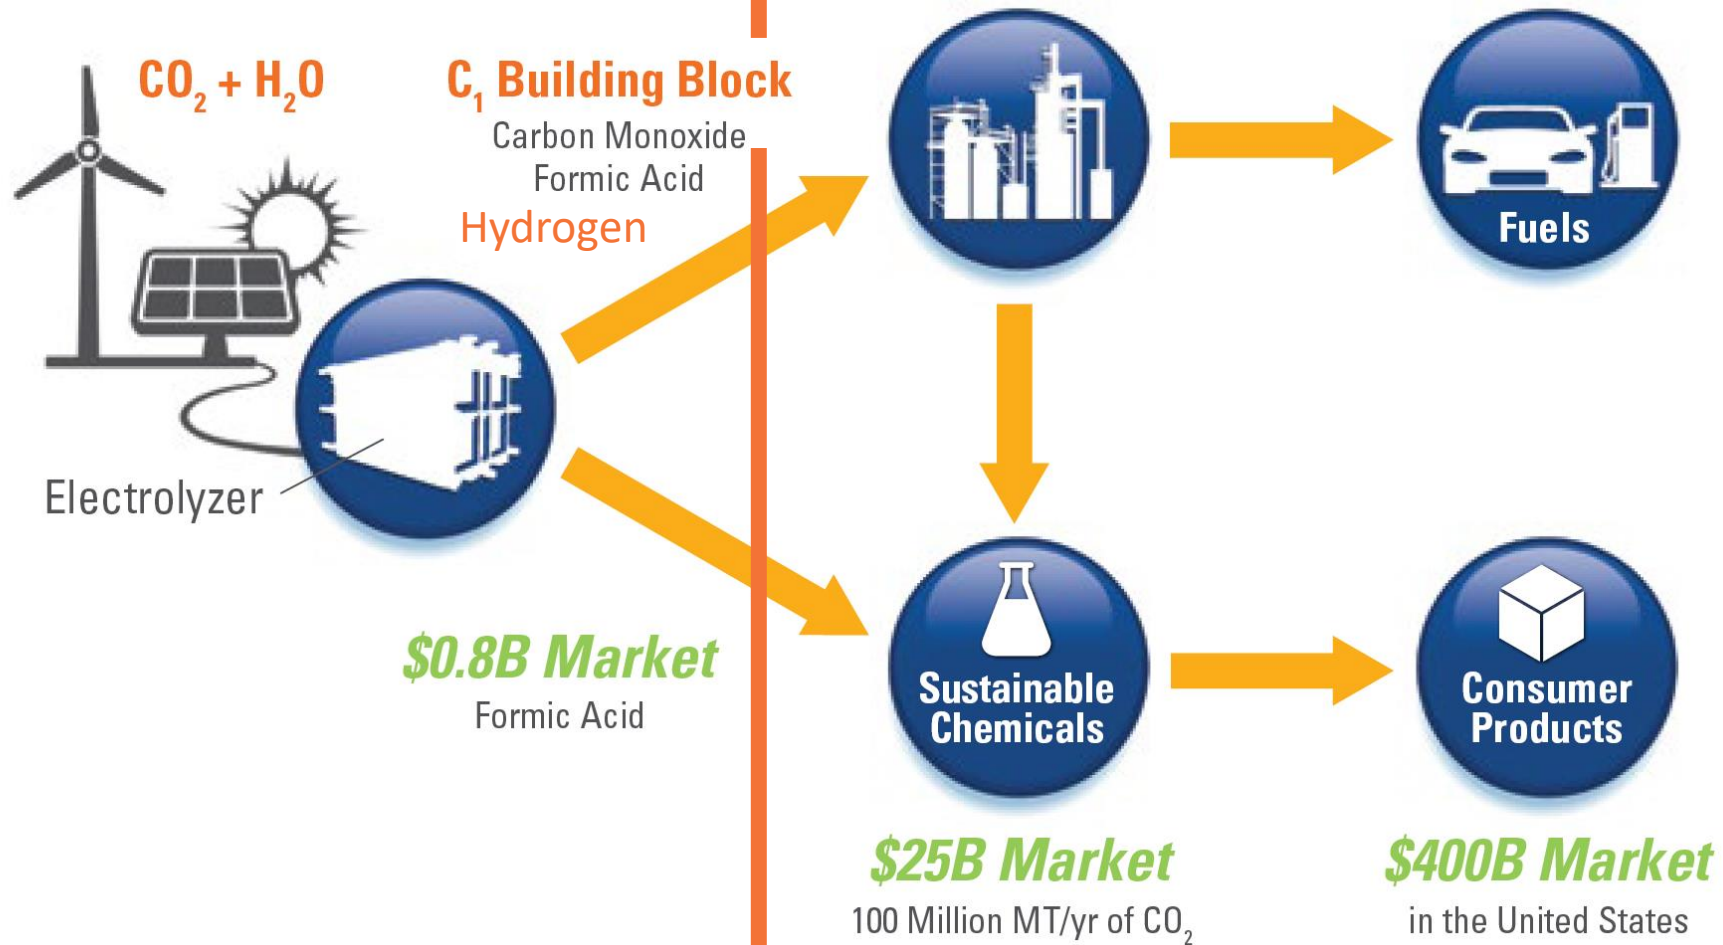 CO₂ + H₂O
C₁ Building Block
Carbon Monoxide
Formic Acid
Hydrogen
Fuels
Electrolyzer
$0.8B Market
Formic Acid
Sustainable
Chemicals
Consumer
Products
$25B Market
100 Million MT/yr of CO₂
$400B Market
in the United States